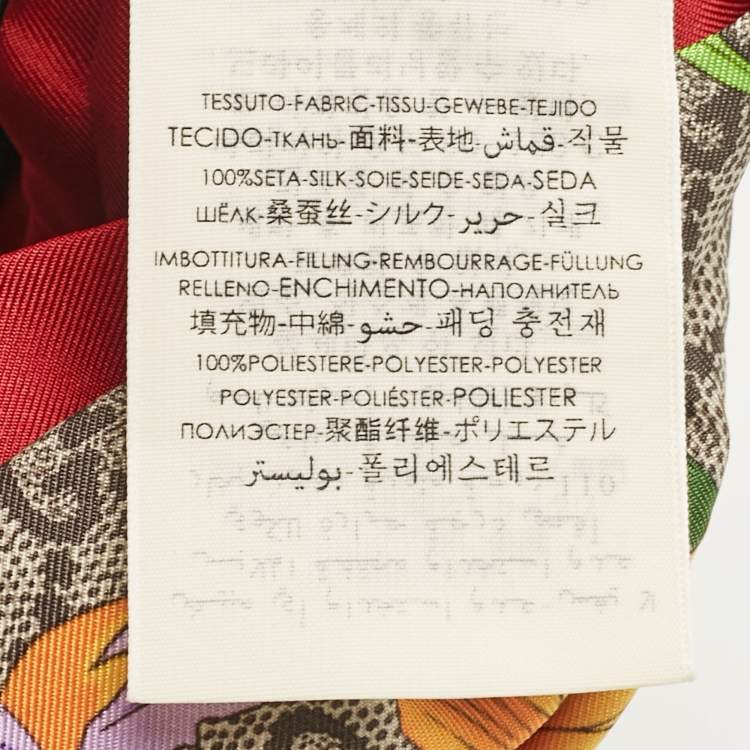 TESSUTO-FABRIC-TISSU-GEWEBE-TEJIDO
TECIDO-ТКАНЬ-面料-表地-قماش-직물
100%SETA-SILK-SOIE-SEIDE-SEDA-SEDA
ШЁЛК-桑蚕丝-シルク-حرير-실크
IMBOTTITURA-FILLING-REMBOURRAGE-FÜLLUNG
RELLENO-ENCHIMENTO-НАПОЛНИТЕЛЬ
填充物-中綿-حشو-패딩 충전재
100%POLIESTERE-POLYESTER-POLYESTER
POLYESTER-POLIÉSTER-POLIESTER
ПОЛИЭСТЕР-聚酯纤维-ポリエステル
بوليستر-폴리에스테르